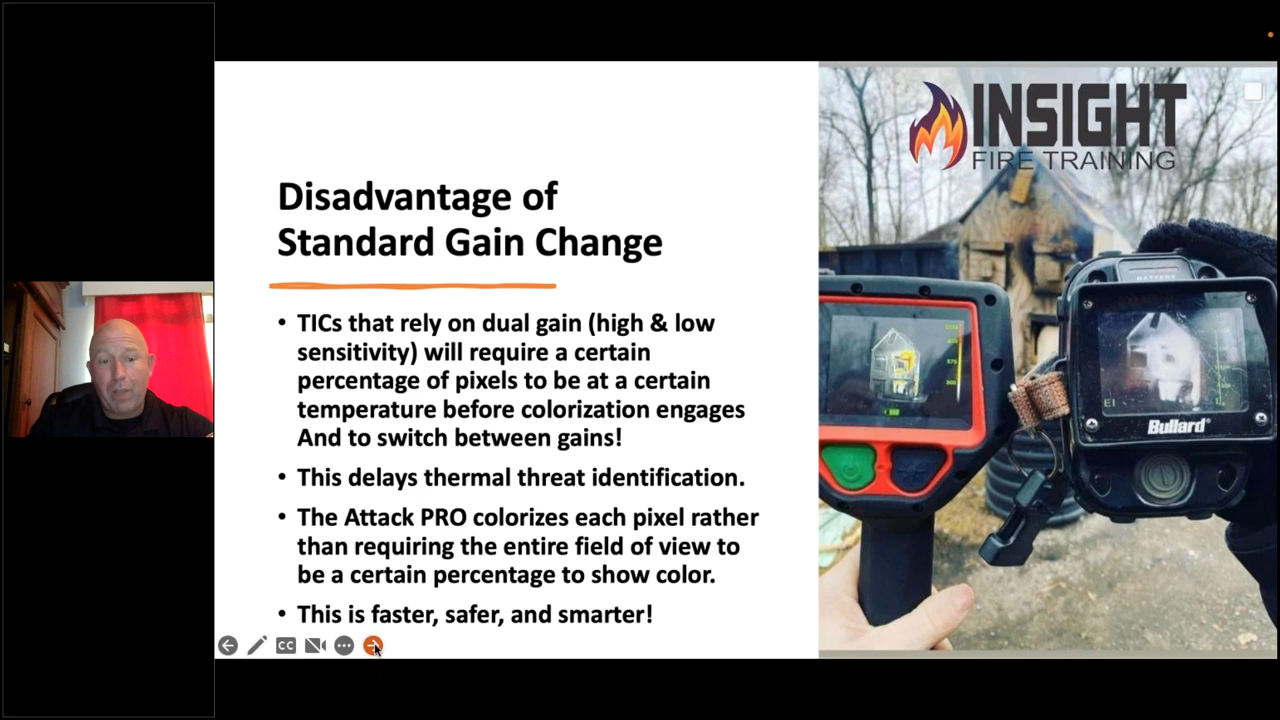 INSIGHT
FIRE TRAINING
Disadvantage of
Standard Gain Change
• TICs that rely on dual gain (high & low
sensitivity) will require a certain
percentage of pixels to be at a certain
temperature before colorization engages
And to switch between gains!
• This delays thermal threat identification.
• The Attack PRO colorizes each pixel rather
than requiring the entire field of view to
be a certain percentage to show color.
• This is faster, safer, and smarter!
CC
BATTERY
EI
Bullard